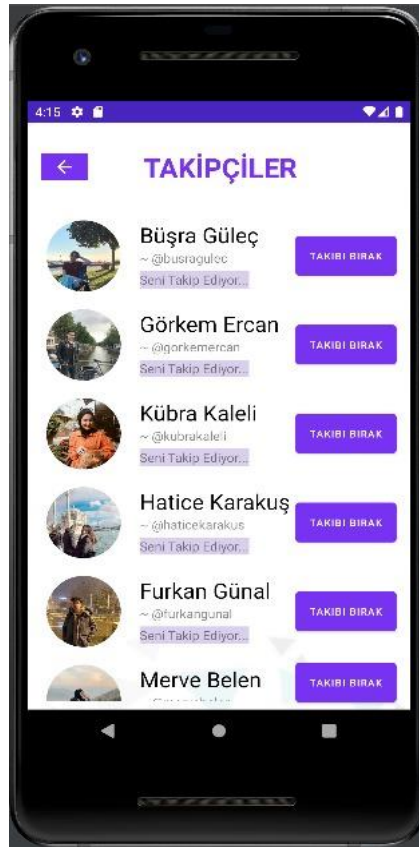 4:15
TAKİPÇİLER
Büşra Güleç
~ @busragulec
Seni Takip Ediyor...
TAKIBI BIRAK
Görkem Ercan
~ @gorkemercan
Seni Takip Ediyor...
TAKIBI BIRAK
Kübra Kaleli
~ @kubrakaleli
Seni Takip Ediyor...
TAKIBI BIRAK
Hatice Karakuş
~ @haticekarakus
Seni Takip Ediyor...
TAKIBI BIRAK
Furkan Günal
~ @furkangunal
Seni Takip Ediyor...
TAKIBI BIRAK
Merve Belen
TAKIBI BIRAK